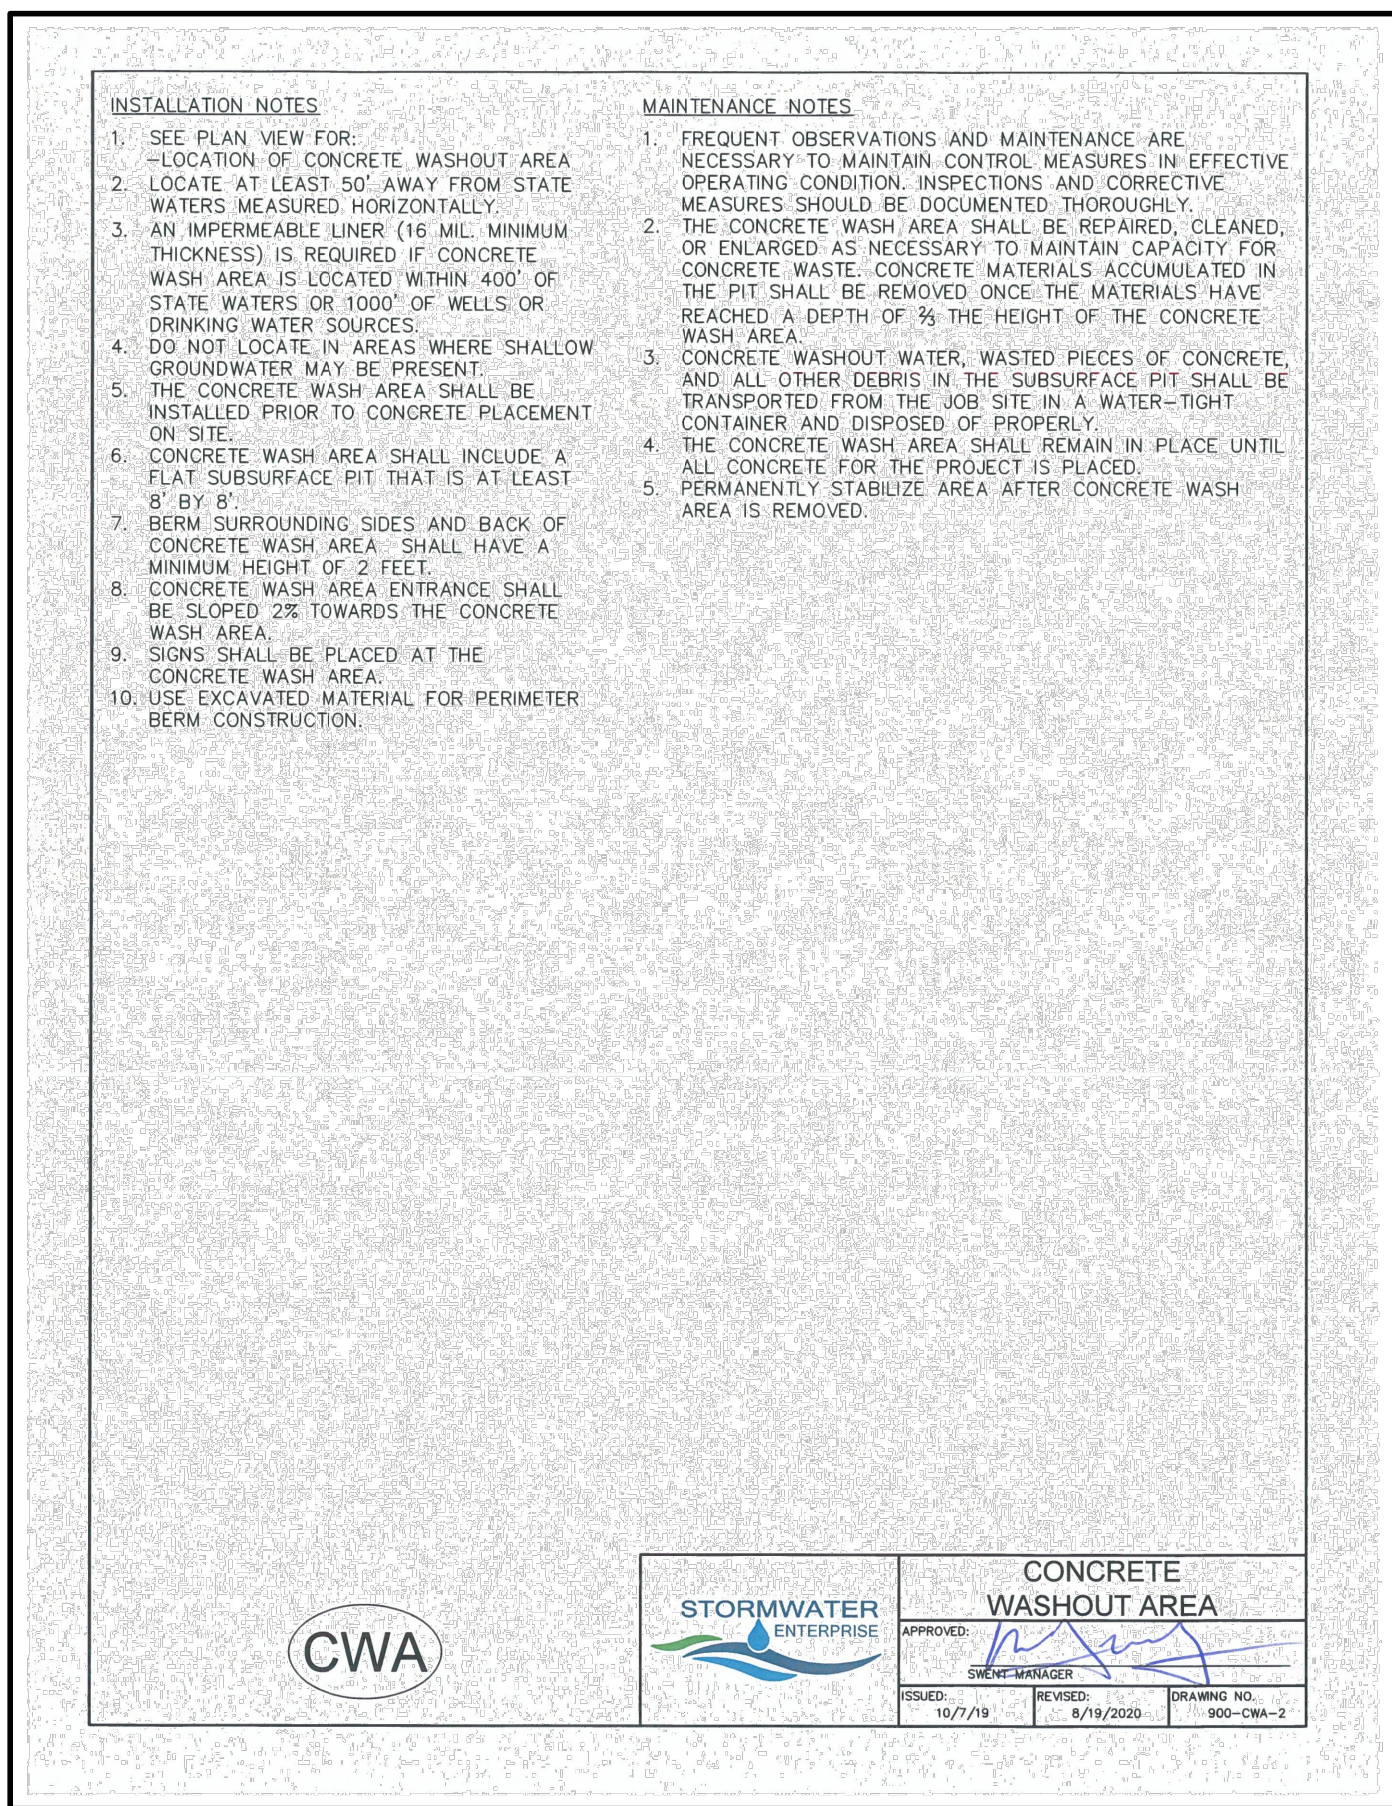 INSTALLATION NOTES
1. SEE PLAN VIEW FOR:
-LOCATION OF CONCRETE WASHOUT AREA
2. LOCATE AT LEAST 50' AWAY FROM STATE
WATERS MEASURED HORIZONTALLY.
3. AN IMPERMEABLE LINER (16 MIL. MINIMUM
THICKNESS) IS REQUIRED IF CONCRETE
WASH AREA IS LOCATED WITHIN 400' OF
STATE WATERS OR 1000' OF WELLS OR
DRINKING WATER SOURCES.
4. DO NOT LOCATE IN AREAS WHERE SHALLOW
GROUNDWATER MAY BE PRESENT.
5. THE CONCRETE WASH AREA SHALL BE
INSTALLED PRIOR TO CONCRETE PLACEMENT
ON SITE.
6. CONCRETE WASH AREA SHALL INCLUDE A
FLAT SUBSURFACE PIT THAT IS AT LEAST
8' BY 8'.
7. BERM SURROUNDING SIDES AND BACK OF
CONCRETE WASH AREA SHALL HAVE A
MINIMUM HEIGHT OF 2 FEET.
8. CONCRETE WASH AREA ENTRANCE SHALL
BE SLOPED 2% TOWARDS THE CONCRETE
WASH AREA.
9. SIGNS SHALL BE PLACED AT THE
CONCRETE WASH AREA.
10. USE EXCAVATED MATERIAL FOR PERIMETER
BERM CONSTRUCTION.
MAINTENANCE NOTES
1. FREQUENT OBSERVATIONS AND MAINTENANCE ARE
NECESSARY TO MAINTAIN CONTROL MEASURES IN EFFECTIVE
OPERATING CONDITION. INSPECTIONS AND CORRECTIVE
MEASURES SHOULD BE DOCUMENTED THOROUGHLY.
2. THE CONCRETE WASH AREA SHALL BE REPAIRED, CLEANED,
OR ENLARGED AS NECESSARY TO MAINTAIN CAPACITY FOR
CONCRETE WASTE. CONCRETE MATERIALS ACCUMULATED IN
THE PIT SHALL BE REMOVED ONCE THE MATERIALS HAVE
REACHED A DEPTH OF ⅔ THE HEIGHT OF THE CONCRETE
WASH AREA.
3. CONCRETE WASHOUT WATER, WASTED PIECES OF CONCRETE,
AND ALL OTHER DEBRIS IN THE SUBSURFACE PIT SHALL BE
TRANSPORTED FROM THE JOB SITE IN A WATER-TIGHT
CONTAINER AND DISPOSED OF PROPERLY.
4. THE CONCRETE WASH AREA SHALL REMAIN IN PLACE UNTIL
ALL CONCRETE FOR THE PROJECT IS PLACED.
5. PERMANENTLY STABILIZE AREA AFTER CONCRETE WASH
AREA IS REMOVED.
CWA
STORMWATER
ENTERPRISE
CONCRETE
WASHOUT AREA
APPROVED:
SWENT MANAGER
ISSUED:
10/7/19
REVISED:
8/19/2020
DRAWING NO.
900-CWA-2